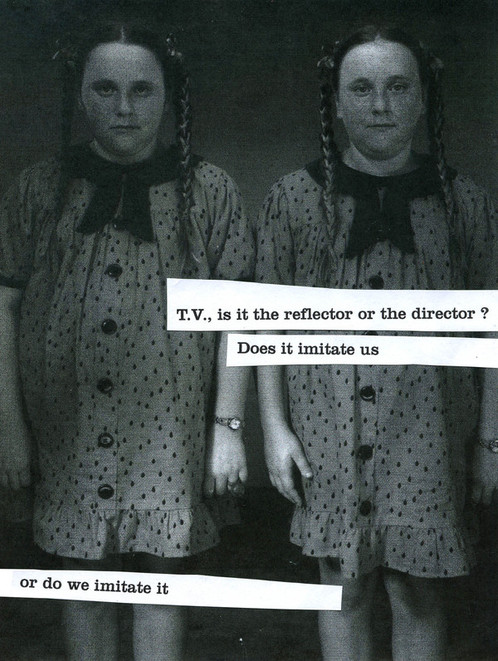 T.V., is it the reflector or the director ?
Does it imitate us
or do we imitate it